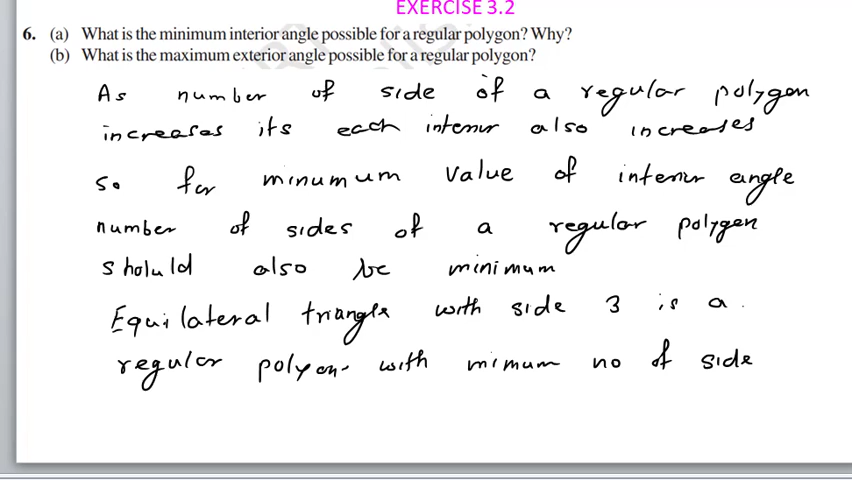 EXERCISE 3.2
6. (a) What is the minimum interior angle possible for a regular polygon? Why?
(b) What is the maximum exterior angle possible for a regular polygon?
As number of side of a regular polygon
increases its each interior also increases
so for minumum value of interior angle
number of sides of a regular polygon
sholuld also be minimum
Equilateral triangle with side 3 is a
regular polyon with mimum no of side